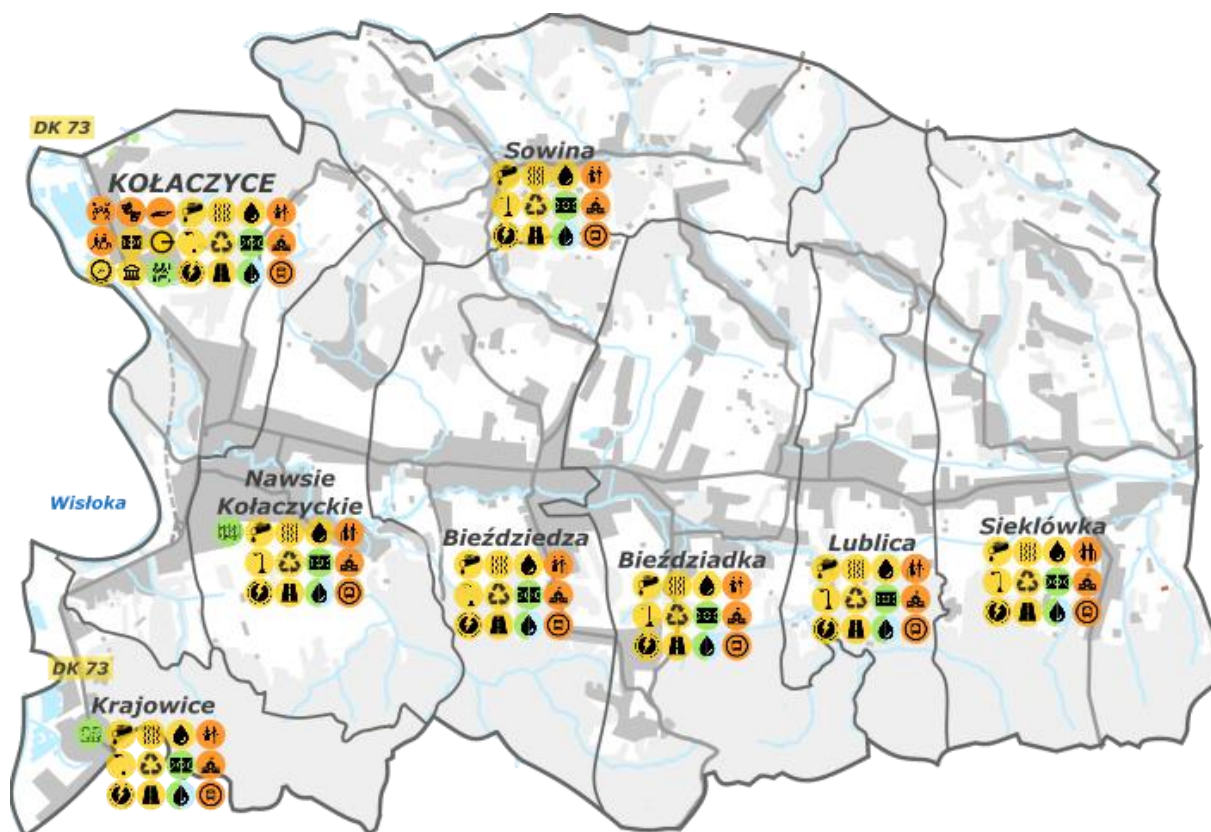 Sowina
DK 73
KOŁACZYCE
Nawsie
Kołaczyckie
Wisłoka
Bieździedza
Bieździadka
Lublica
Sieklówka
DK 73
Krajowice